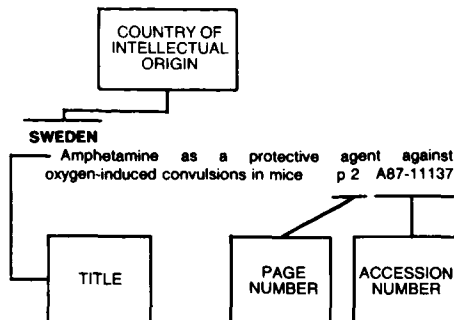 COUNTRY OF
INTELLECTUAL
ORIGIN
SWEDEN
Amphetamine as a protective agent against
oxygen-induced convulsions in mice p 2 A87-11137
TITLE
PAGE
NUMBER
ACCESSION
NUMBER